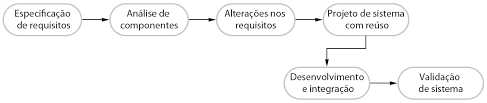 Especificação
de requisitos
Análise de
componentes
Alterações nos
requisitos
Projeto de sistema
com reúso
Desenvolvimento
e integração
Validação
de sistema